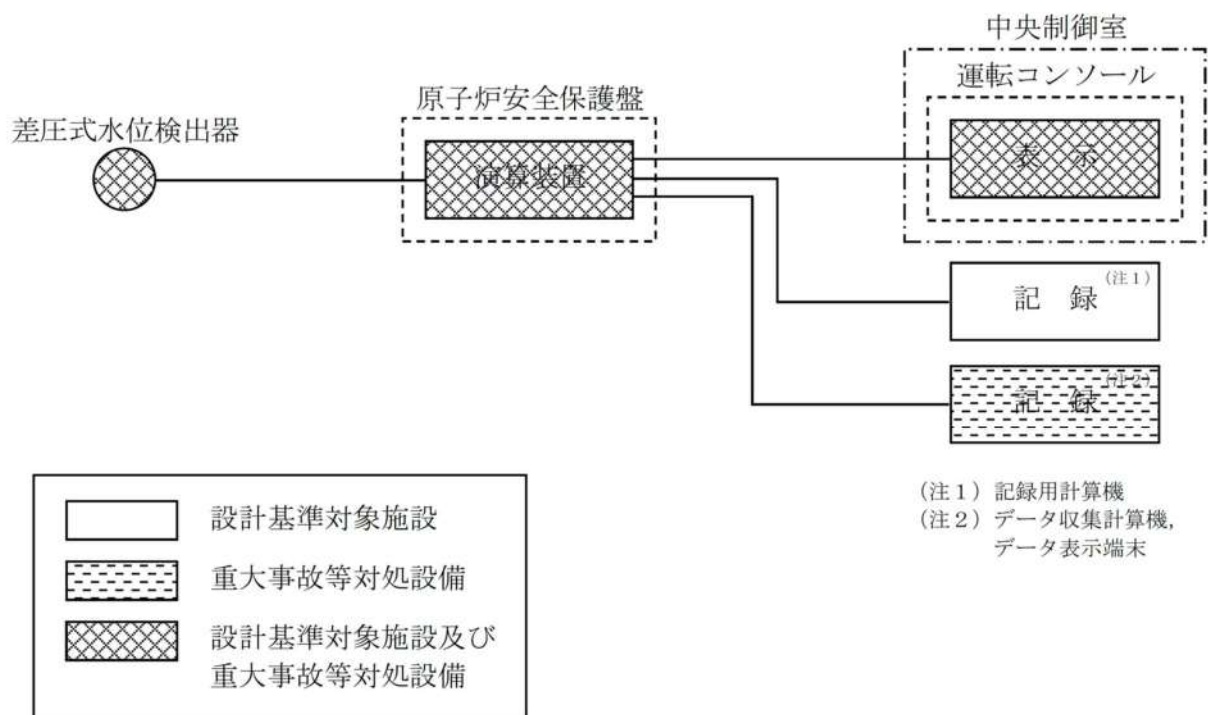 中央制御室
運転コンソール
原子炉安全保護盤
差圧式水位検出器
演算装置
表 示
記 録 (注1)
記 録 (注2)
(注1) 記録用計算機
(注2) データ収集計算機,
データ表示端末
設計基準対象施設
重大事故等対処設備
設計基準対象施設及び
重大事故等対処設備